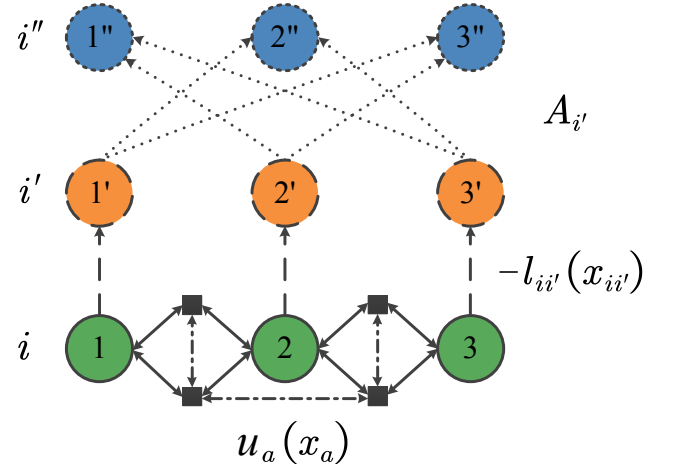 i″ 1" 2" 3"
A_{i′}
i′ 1' 2' 3'
−l_{ii′}(x_{ii′})
i 1 2 3
u_a(x_a)